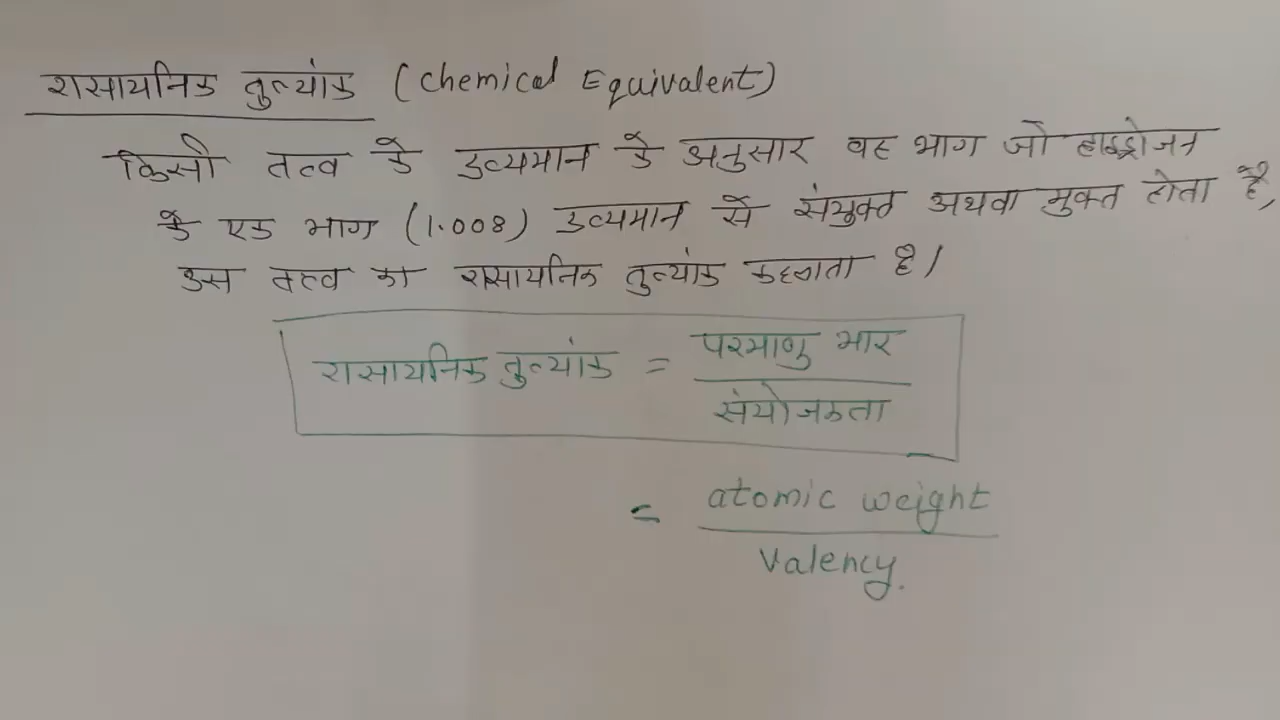 रासायनिक तुल्यांक (Chemical Equivalent)
किसी तत्व के द्रव्यमान के अनुसार वह भाग जो हाइड्रोजन
के एक भाग (1.008) द्रव्यमान से संयुक्त अथवा मुक्त होता है,
उस तत्व का रासायनिक तुल्यांक कहलाता है।
रासायनिक तुल्यांक = परमाणु भार
संयोजकता
= atomic weight
Valency.